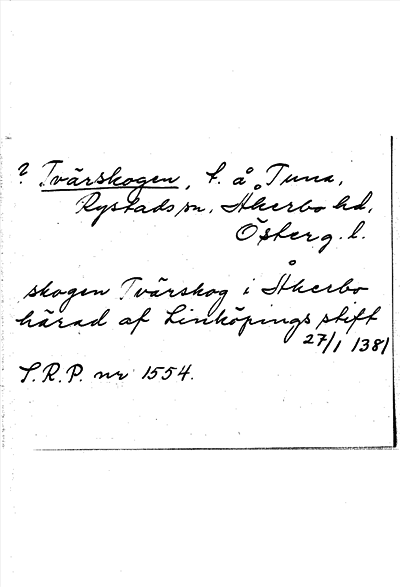 ? Tvärskogen, t. å Tuna,
Rystads sn, Åkerbo hd,
Österg. l.
skogen Tvärskog i Åkerbo
härad af Linköpings stift
27/1 1381
S.R.P. nr 1554.